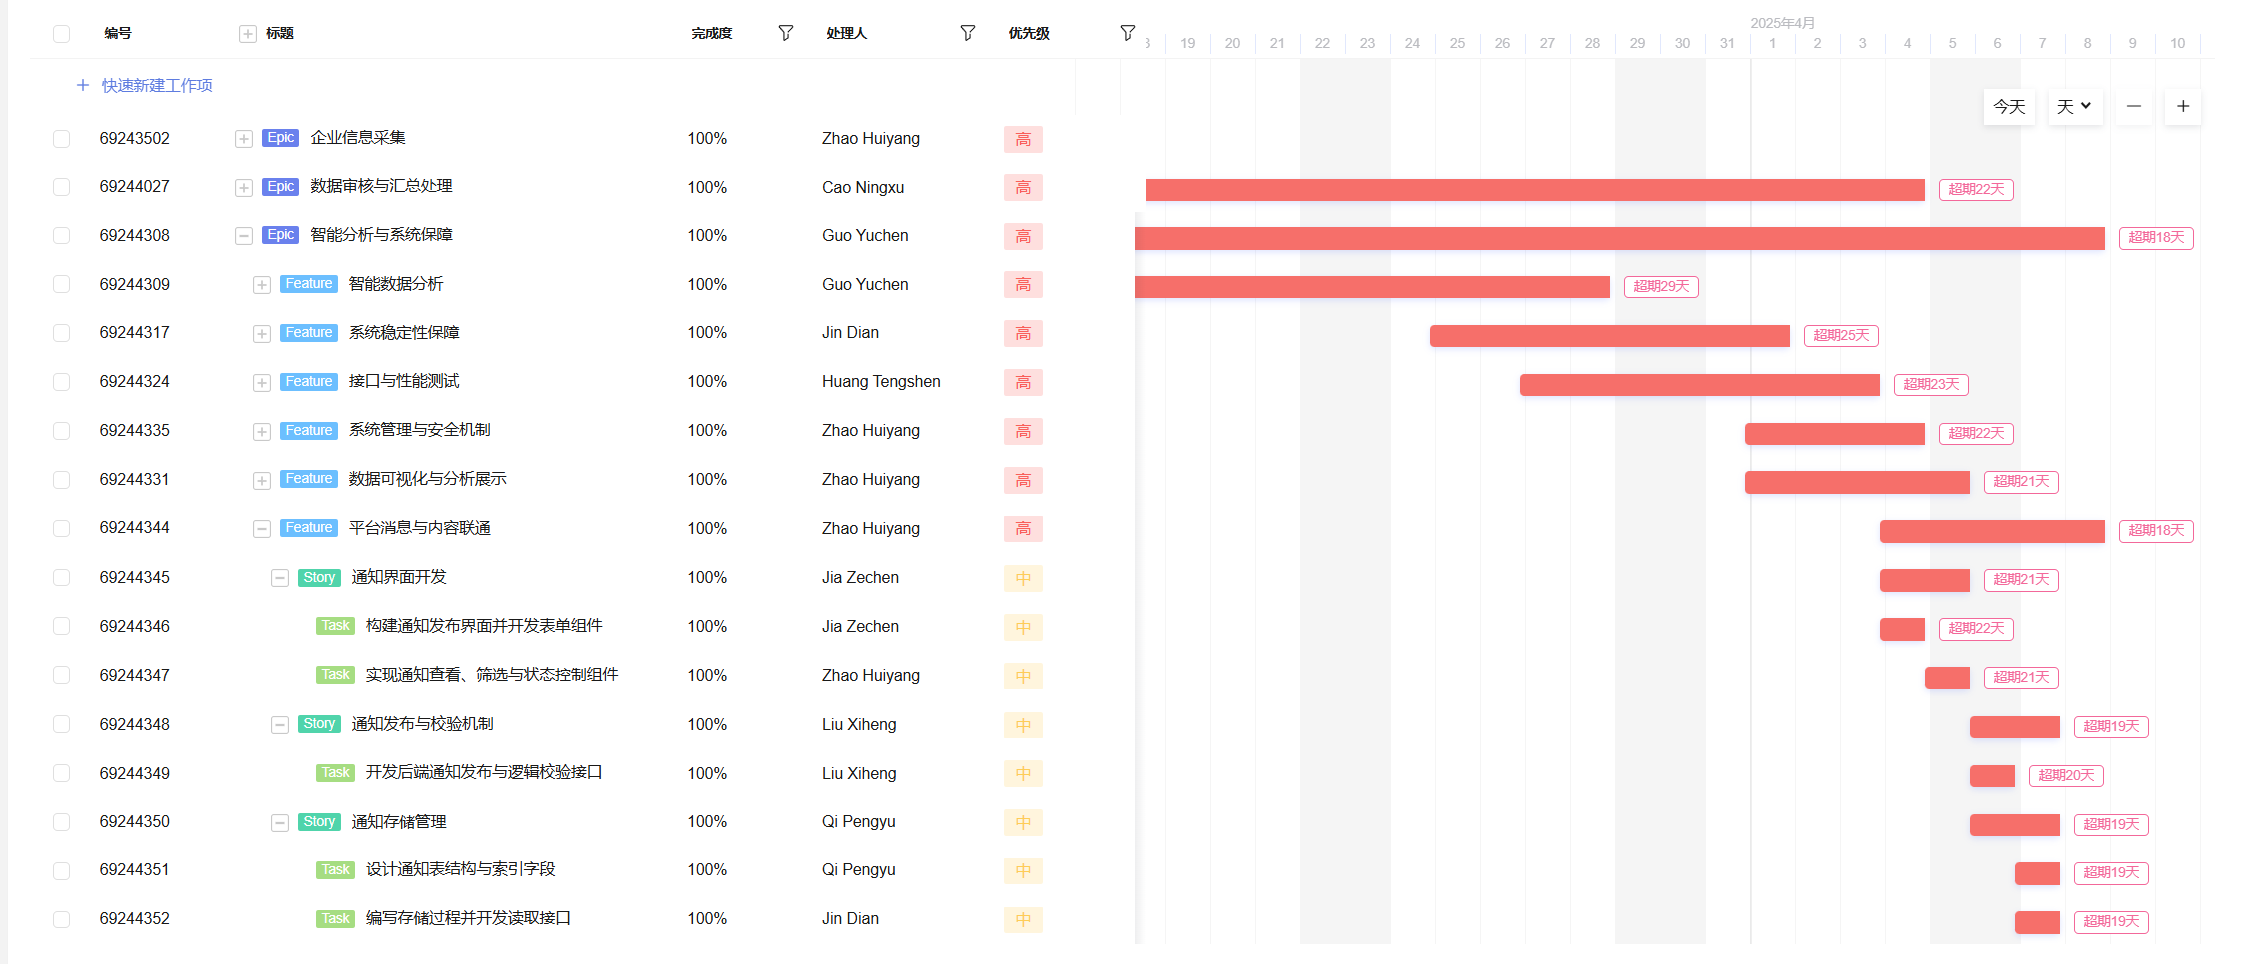 编号 标题 完成度 处理人 优先级 2025年4月
19 20 21 22 23 24 25 26 27 28 29 30 31 1 2 3 4 5 6 7 8 9 10
快速新建工作项
今天 天
69243502 Epic 企业信息采集 100% Zhao Huiyang 高
69244027 Epic 数据审核与汇总处理 100% Cao Ningxu 高 超期22天
69244308 Epic 智能分析与系统保障 100% Guo Yuchen 高 超期18天
69244309 Feature 智能数据分析 100% Guo Yuchen 高 超期29天
69244317 Feature 系统稳定性保障 100% Jin Dian 高 超期25天
69244324 Feature 接口与性能测试 100% Huang Tengshen 高 超期23天
69244335 Feature 系统管理与安全机制 100% Zhao Huiyang 高 超期22天
69244331 Feature 数据可视化与分析展示 100% Zhao Huiyang 高 超期21天
69244344 Feature 平台消息与内容联通 100% Zhao Huiyang 高 超期18天
69244345 Story 通知界面开发 100% Jia Zechen 中 超期21天
69244346 Task 构建通知发布界面并开发表单组件 100% Jia Zechen 中 超期22天
69244347 Task 实现通知查看、筛选与状态控制组件 100% Zhao Huiyang 中 超期21天
69244348 Story 通知发布与校验机制 100% Liu Xiheng 中 超期19天
69244349 Task 开发后端通知发布与逻辑校验接口 100% Liu Xiheng 中 超期20天
69244350 Story 通知存储管理 100% Qi Pengyu 中 超期19天
69244351 Task 设计通知表结构与索引字段 100% Qi Pengyu 中 超期19天
69244352 Task 编写存储过程并开发读取接口 100% Jin Dian 中 超期19天